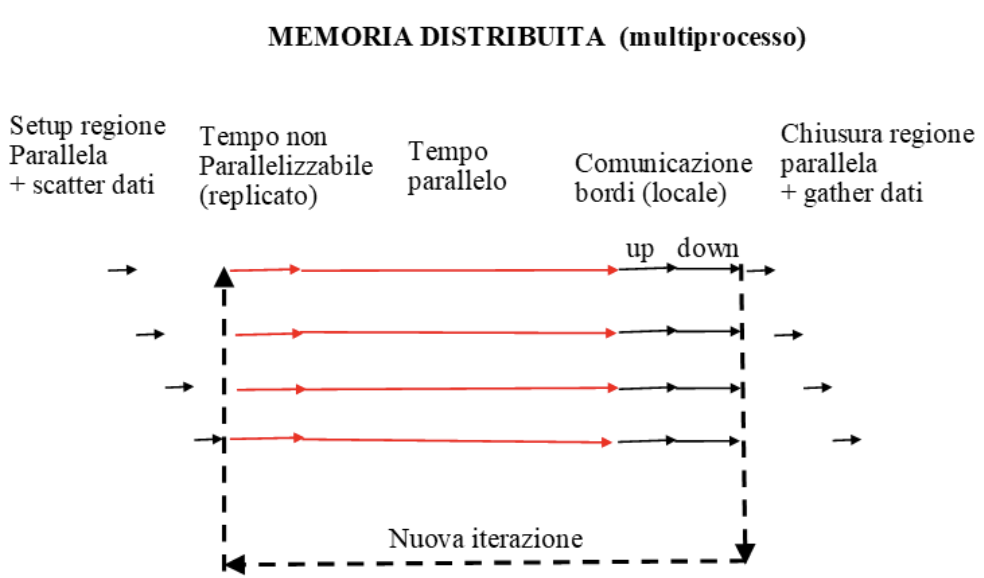 MEMORIA DISTRIBUITA (multiprocesso)
Setup regione
Parallela
+ scatter dati
Tempo non
Parallelizzabile
(replicato)
Tempo
parallelo
Comunicazione
bordi (locale)
Chiusura regione
parallela
+ gather dati
up down
Nuova iterazione